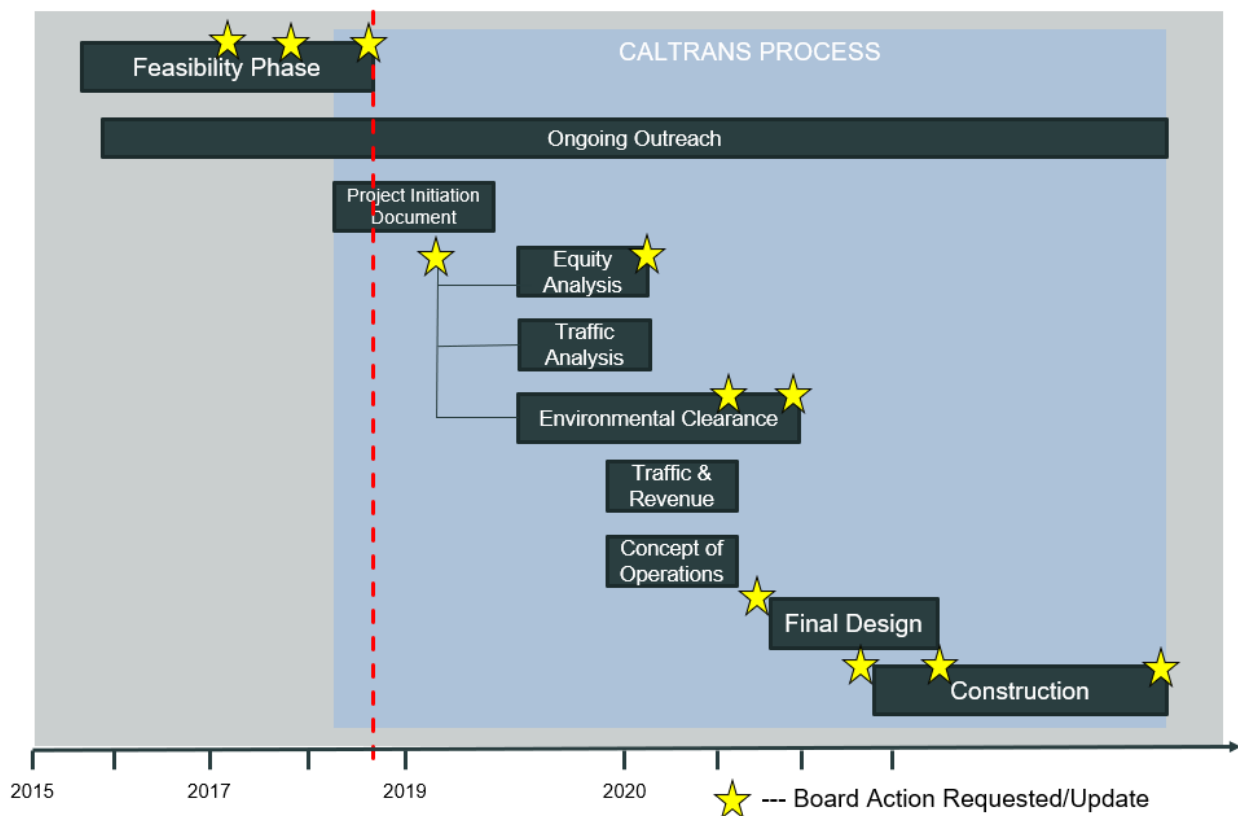 CALTRANS PROCESS
Feasibility Phase
Ongoing Outreach
Project Initiation
Document
Equity
Analysis
Traffic
Analysis
Environmental Clearance
Traffic &
Revenue
Concept of
Operations
Final Design
Construction
2015
2017
2019
2020
--- Board Action Requested/Update